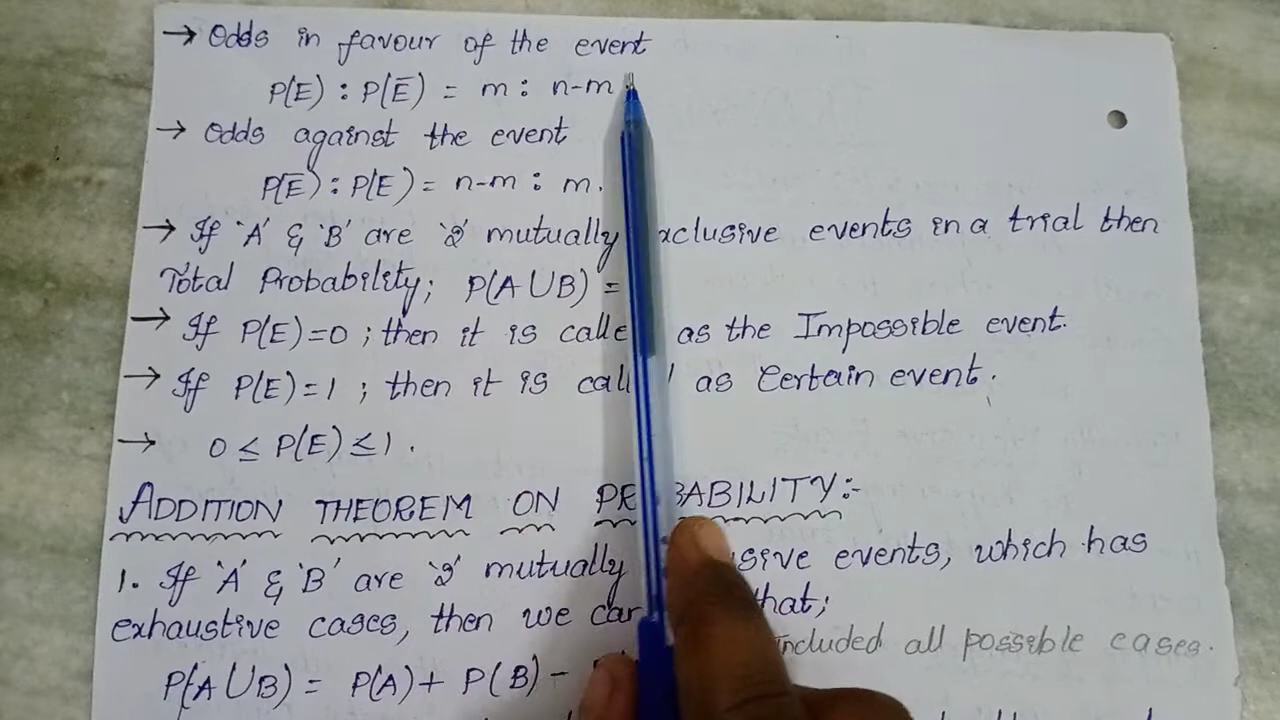 → Odds in favour of the event
P(E) : P(Ē) = m : n-m
→ Odds against the event
P(Ē) : P(E) = n-m : m.
→ If 'A' & 'B' are '2' mutually xclusive events in a trial then
Total Probability; P(A ∪ B) =
→ If P(E)=0 ; then it is calle as the Impossible event.
→ If P(E)=1 ; then it is cal as Certain event.
→ 0 ≤ P(E) ≤ 1.
ADDITION THEOREM ON PR BABILITY:-
1. If 'A' & 'B' are '2' mutually sive events, which has
exhaustive cases, then we can that;
included all possible cases.
P(A ∪ B) = P(A) + P(B) -